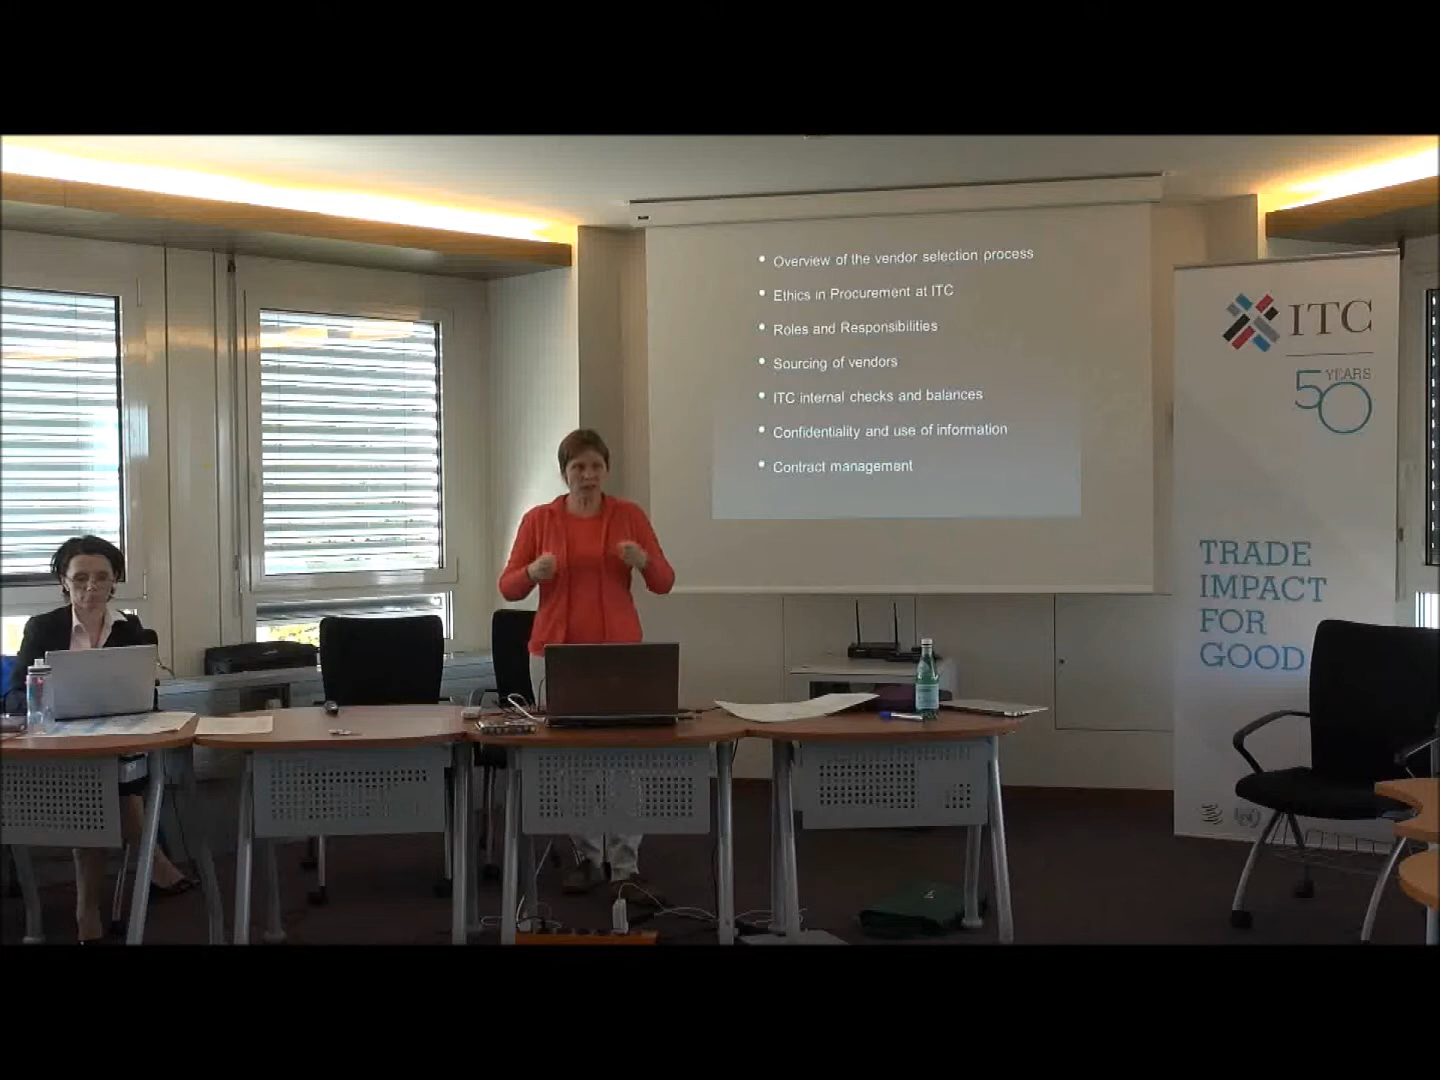 • Overview of the vendor selection process
• Ethics in Procurement at ITC
• Roles and Responsibilities
• Sourcing of vendors
• ITC internal checks and balances
• Confidentiality and use of information
• Contract management
ITC
50 YEARS
TRADE
IMPACT
FOR
GOOD